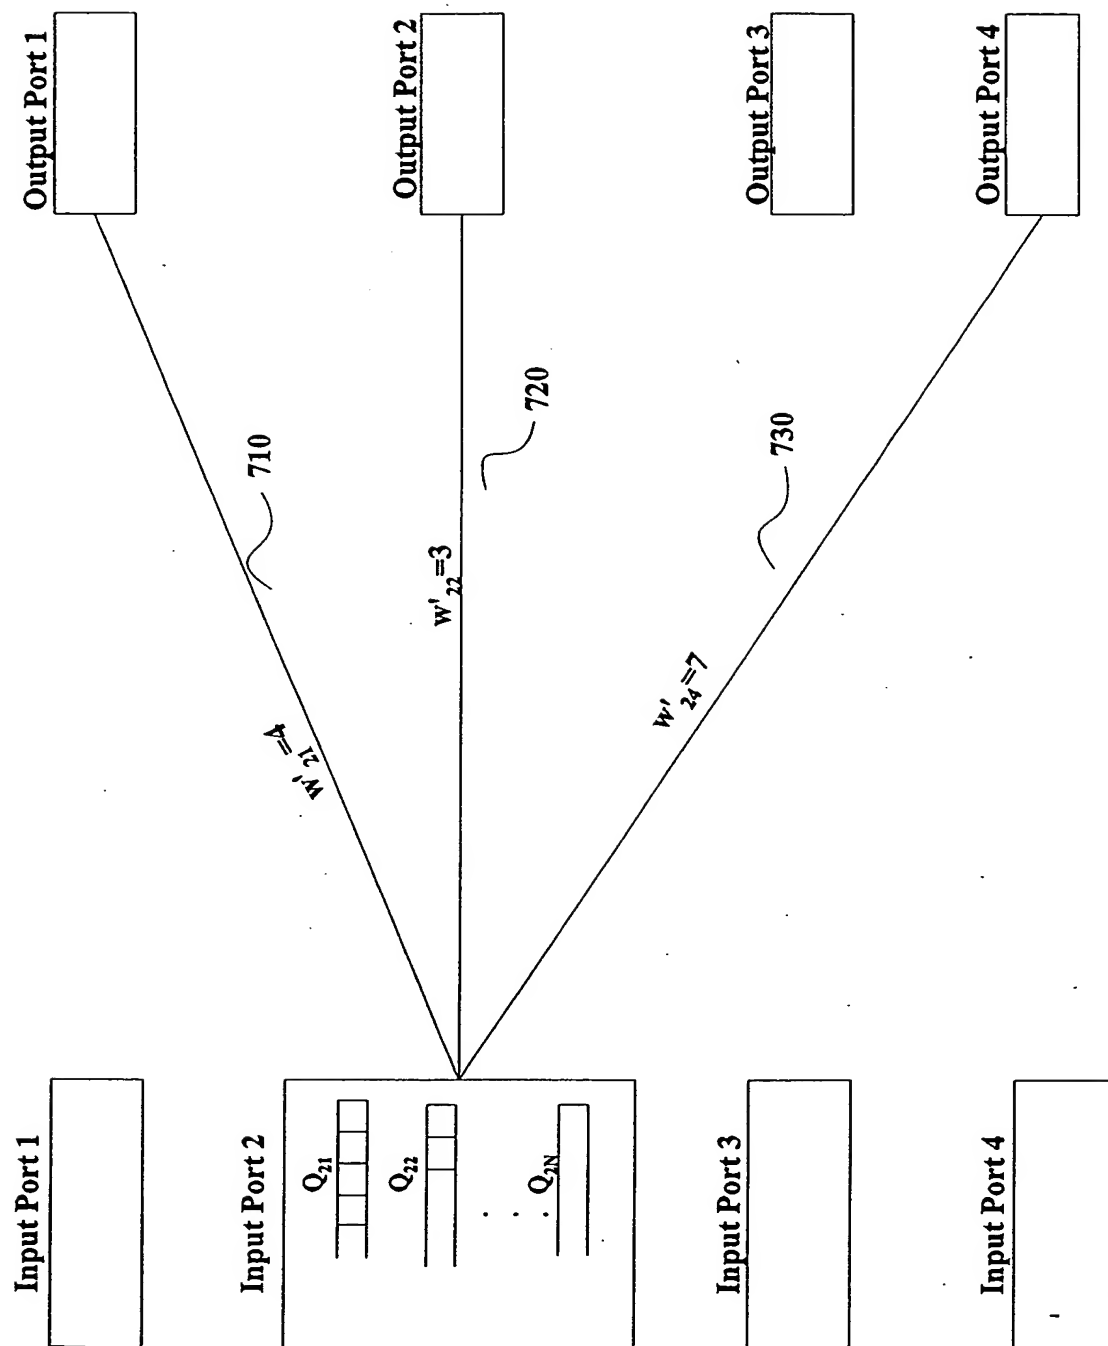 Output Port 1
Output Port 2
Output Port 3
Output Port 4
710
720
730
w'21=4
w'22=3
w'24=7
Input Port 1
Input Port 2
Q21
Q22
. . .
Q2N
Input Port 3
Input Port 4